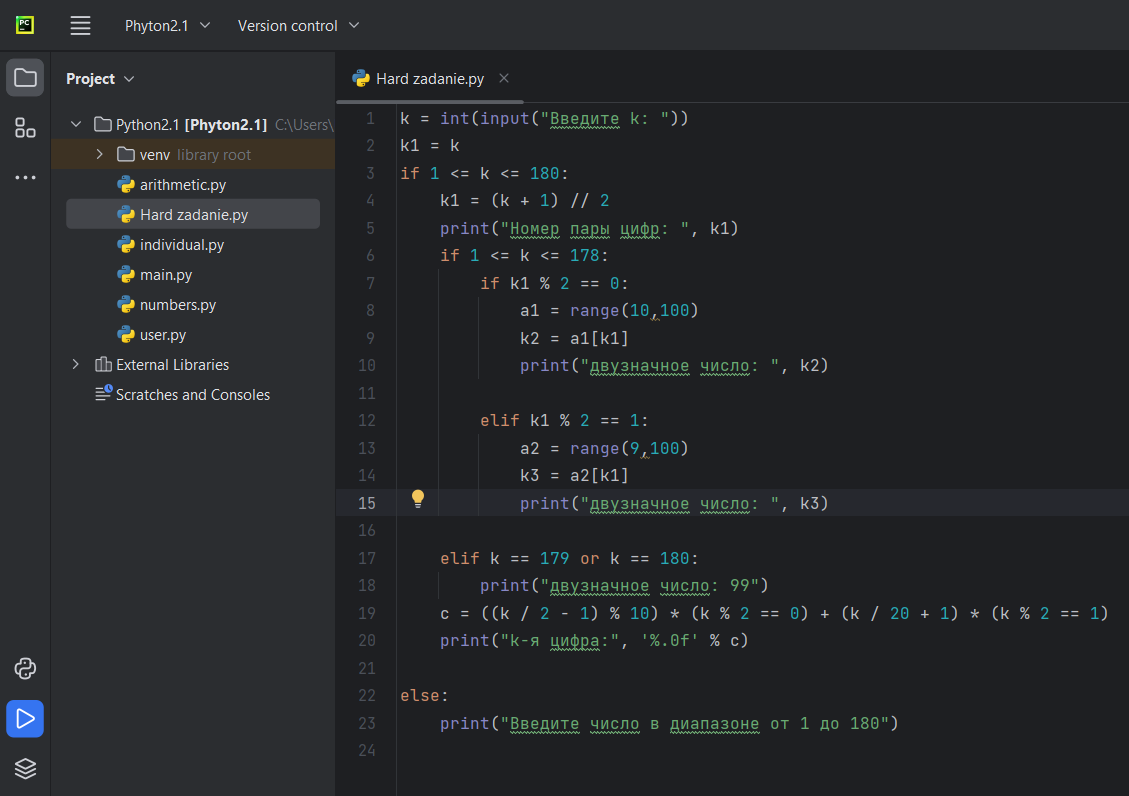 PC
Phyton2.1
Version control
Project
Python2.1 [Phyton2.1] C:\Users\
venv library root
arithmetic.py
Hard zadanie.py
individual.py
main.py
numbers.py
user.py
External Libraries
Scratches and Consoles
Hard zadanie.py
1 k = int(input("Введите k: "))
2 k1 = k
3 if 1 <= k <= 180:
4 k1 = (k + 1) // 2
5 print("Номер пары цифр: ", k1)
6 if 1 <= k <= 178:
7 if k1 % 2 == 0:
8 a1 = range(10,100)
9 k2 = a1[k1]
10 print("двузначное число: ", k2)
11
12 elif k1 % 2 == 1:
13 a2 = range(9,100)
14 k3 = a2[k1]
15 print("двузначное число: ", k3)
16
17 elif k == 179 or k == 180:
18 print("двузначное число: 99")
19 c = ((k / 2 - 1) % 10) * (k % 2 == 0) + (k / 20 + 1) * (k % 2 == 1)
20 print("k-я цифра:", '%.0f' % c)
21
22 else:
23 print("Введите число в диапазоне от 1 до 180")
24